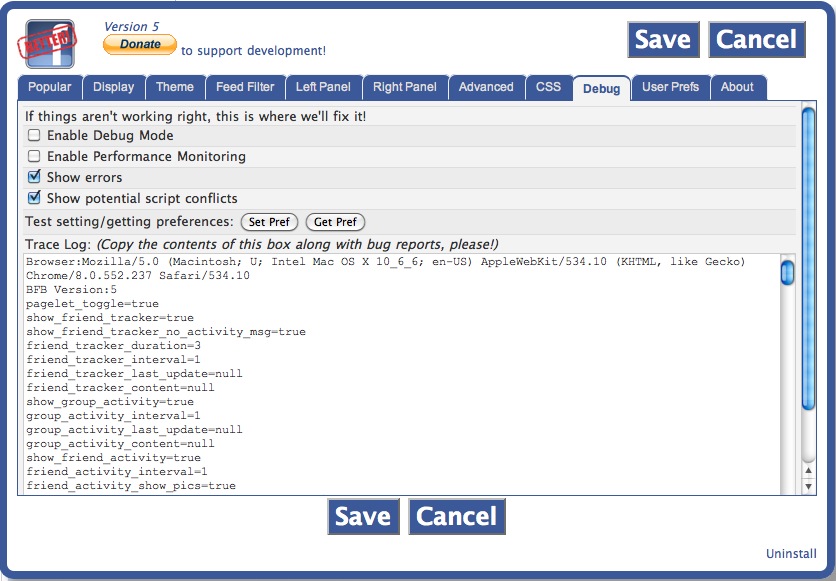 BETTER
Version 5
Donate to support development!
Save Cancel
Popular Display Theme Feed Filter Left Panel Right Panel Advanced CSS Debug User Prefs About
If things aren't working right, this is where we'll fix it!
Enable Debug Mode
Enable Performance Monitoring
Show errors
Show potential script conflicts
Test setting/getting preferences: Set Pref Get Pref
Trace Log: (Copy the contents of this box along with bug reports, please!)
Browser:Mozilla/5.0 (Macintosh; U; Intel Mac OS X 10_6_6; en-US) AppleWebKit/534.10 (KHTML, like Gecko)
Chrome/8.0.552.237 Safari/534.10
BFB Version:5
pagelet_toggle=true
show_friend_tracker=true
show_friend_tracker_no_activity_msg=true
friend_tracker_duration=3
friend_tracker_interval=1
friend_tracker_last_update=null
friend_tracker_content=null
show_group_activity=true
group_activity_interval=1
group_activity_last_update=null
group_activity_content=null
show_friend_activity=true
friend_activity_interval=1
friend_activity_show_pics=true
Save Cancel
Uninstall